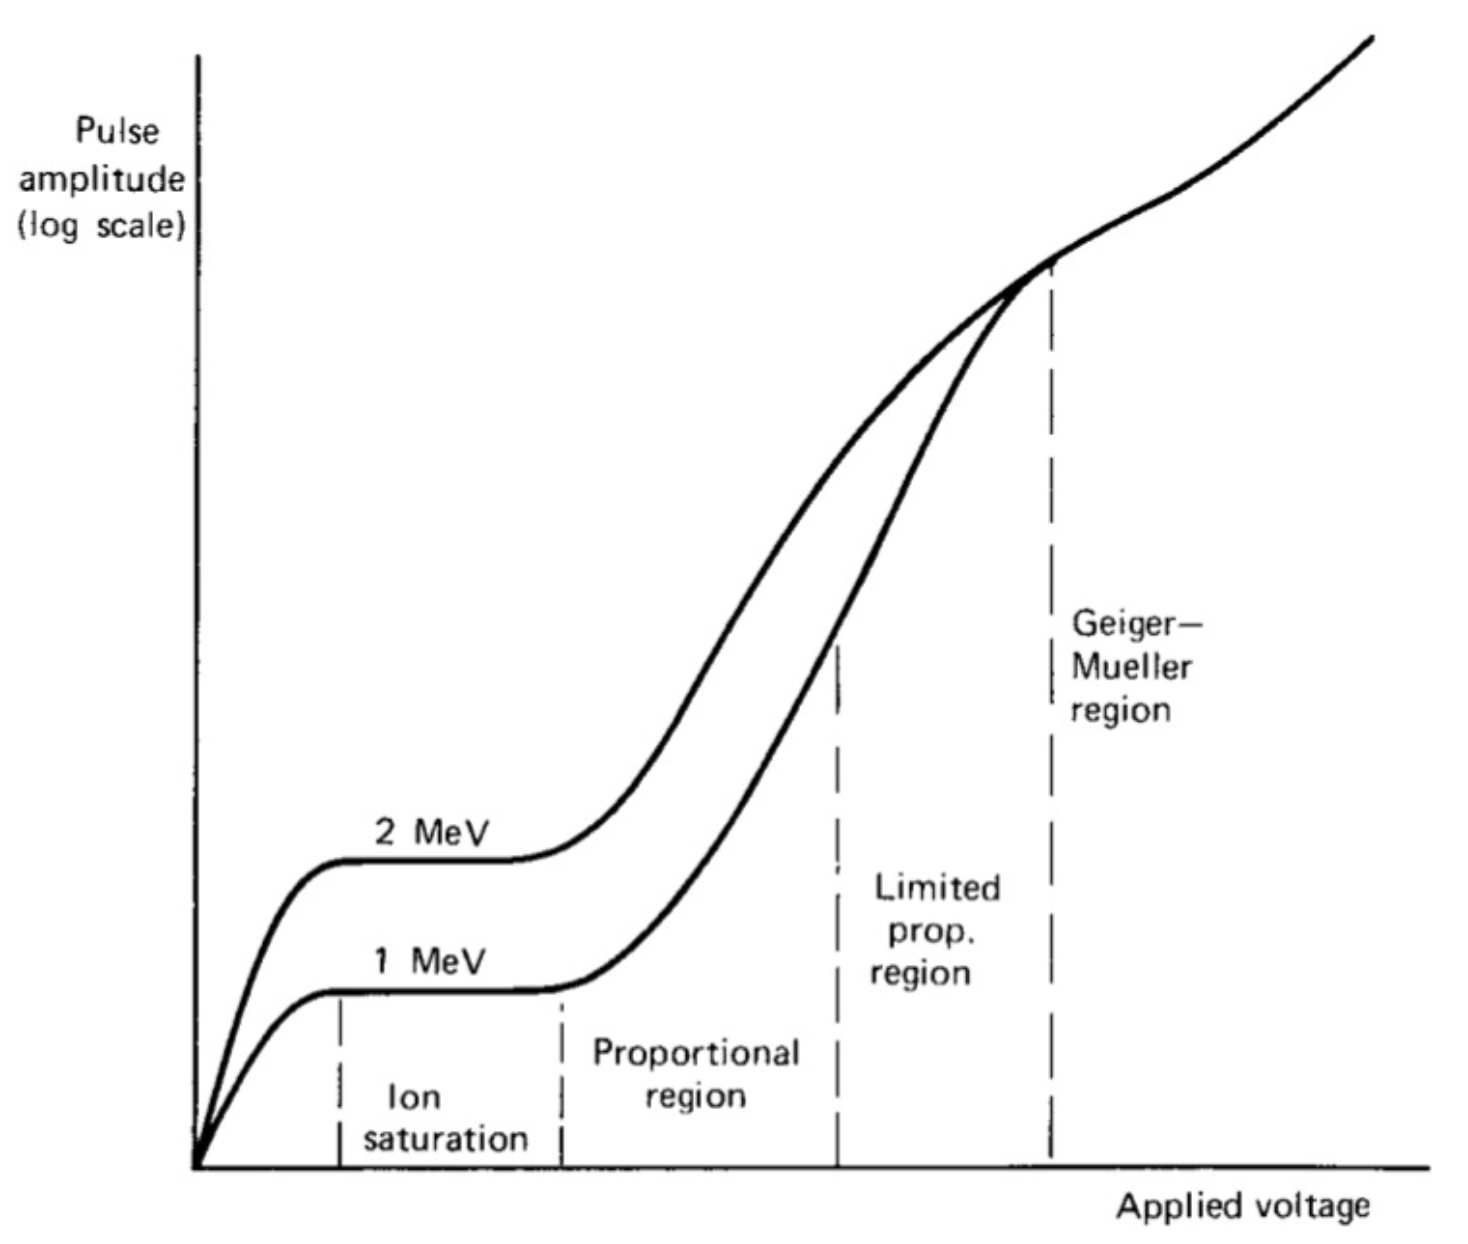 Pulse
amplitude
(log scale)
2 MeV
1 MeV
Ion
saturation
Proportional
region
Limited
prop.
region
Geiger—
Mueller
region
Applied voltage